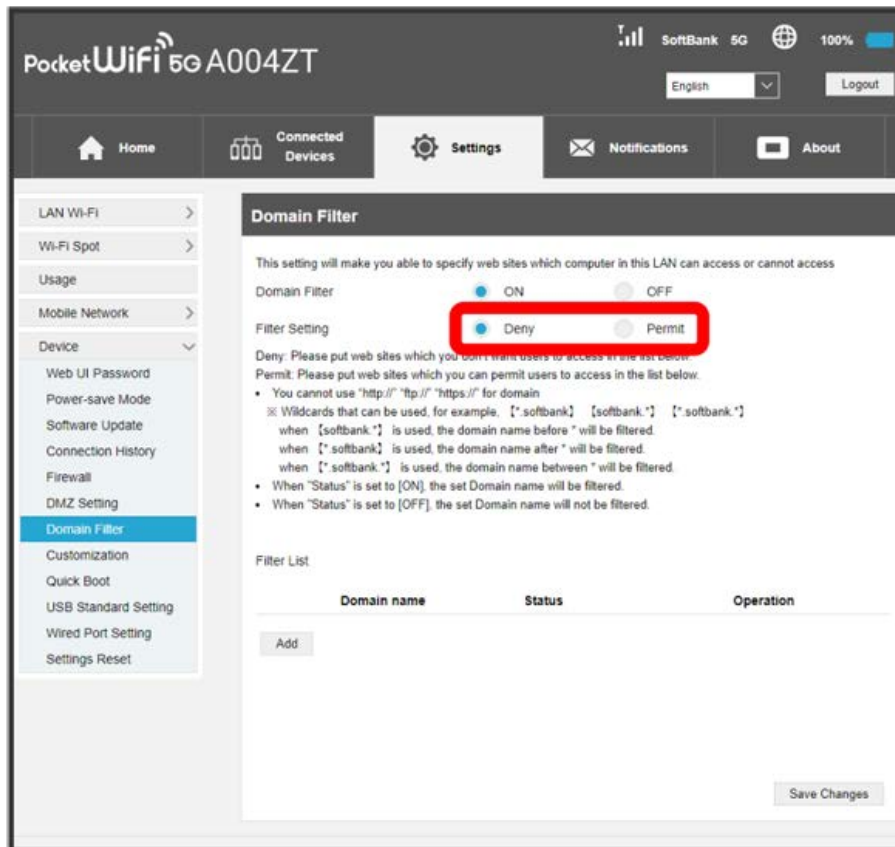 PocketWiFi 5G A004ZT
SoftBank 5G 100%
English
Logout
Home
Connected
Devices
Settings
Notifications
About
LAN Wi-Fi
Wi-Fi Spot
Usage
Mobile Network
Device
Web UI Password
Power-save Mode
Software Update
Connection History
Firewall
DMZ Setting
Domain Filter
Customization
Quick Boot
USB Standard Setting
Wired Port Setting
Settings Reset
Domain Filter
This setting will make you able to specify web sites which computer in this LAN can access or cannot access
Domain Filter ON OFF
Filter Setting Deny Permit
Deny: Please put web sites which you don't want users to access in the list below.
Permit: Please put web sites which you can permit users to access in the list below.
• You cannot use "http://" "ftp://" "https://" for domain
※ Wildcards that can be used, for example, 【*.softbank】 【softbank.*】 【*.softbank.*】
when 【softbank.*】 is used, the domain name before * will be filtered.
when 【*.softbank】 is used, the domain name after * will be filtered.
when 【*.softbank.*】 is used, the domain name between * will be filtered.
• When "Status" is set to [ON], the set Domain name will be filtered.
• When "Status" is set to [OFF], the set Domain name will not be filtered.
Filter List
Domain name Status Operation
Add
Save Changes